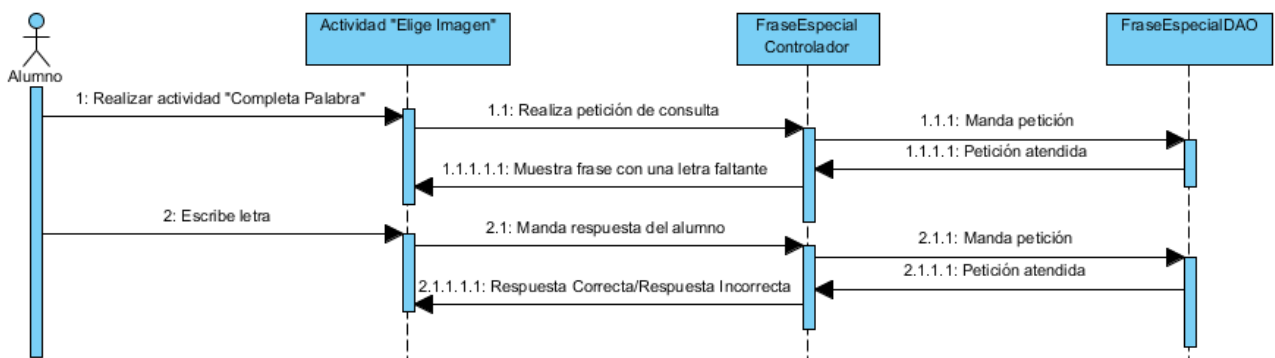 Actividad "Elige Imagen"
FraseEspecial
Controlador
FraseEspecialDAO
Alumno
1: Realizar actividad "Completa Palabra"
1.1: Realiza petición de consulta
1.1.1: Manda petición
1.1.1.1: Petición atendida
1.1.1.1.1: Muestra frase con una letra faltante
2: Escribe letra
2.1: Manda respuesta del alumno
2.1.1: Manda petición
2.1.1.1: Petición atendida
2.1.1.1.1: Respuesta Correcta/Respuesta Incorrecta